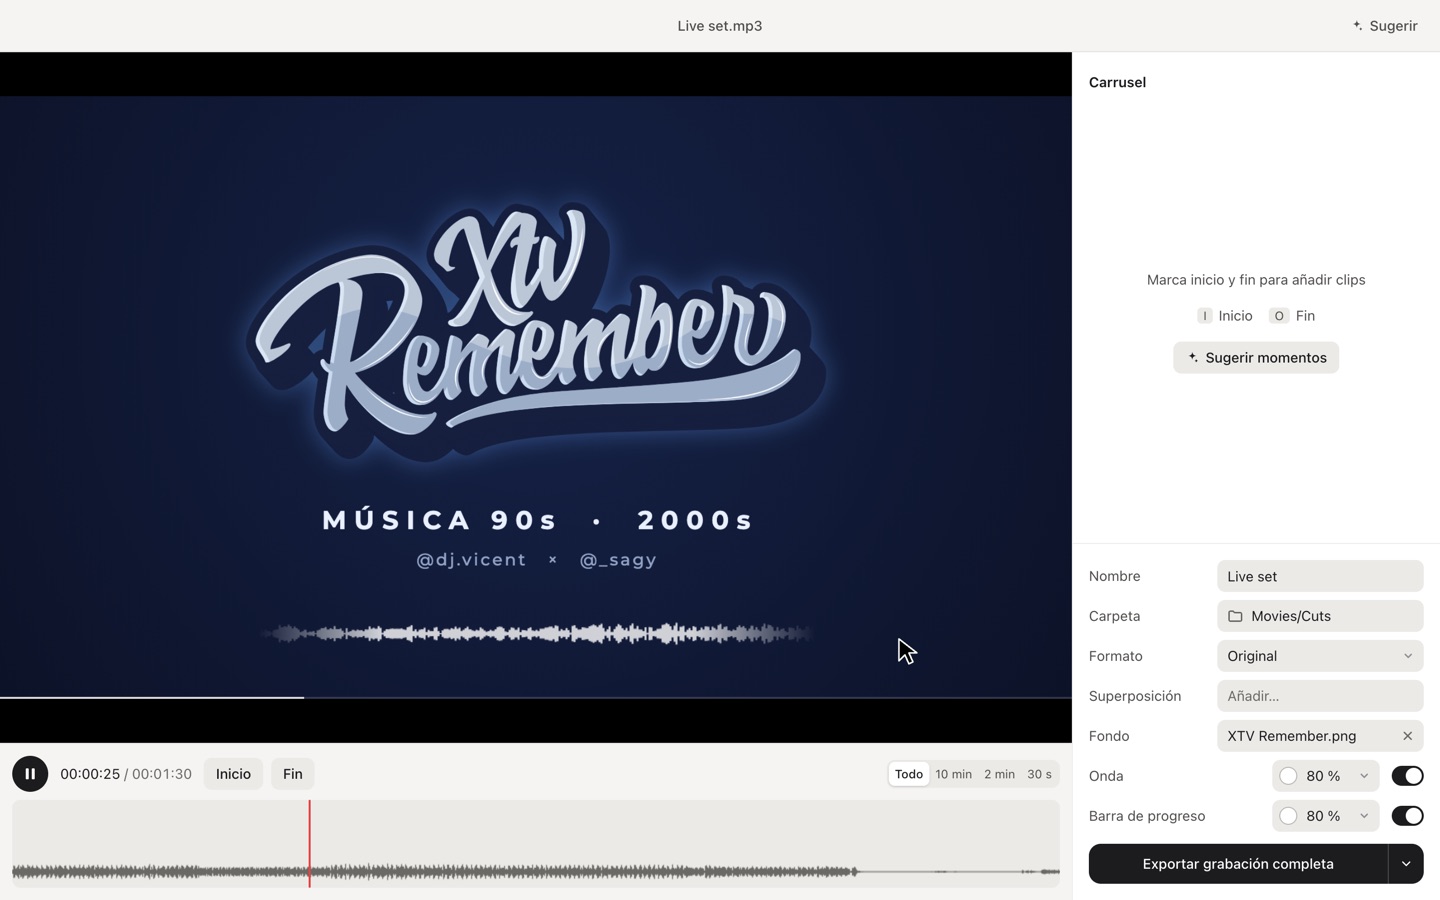 Live set.mp3
Sugerir
Xtv
Remember
MÚSICA 90s · 2000s
@dj.vicent × @_sagy
00:00:25 / 00:01:30
Inicio
Fin
Todo
10 min
2 min
30 s
Carrusel
Marca inicio y fin para añadir clips
I Inicio O Fin
Sugerir momentos
Nombre
Live set
Carpeta
Movies/Cuts
Formato
Original
Superposición
Añadir...
Fondo
XTV Remember.png
Onda
80 %
Barra de progreso
80 %
Exportar grabación completa